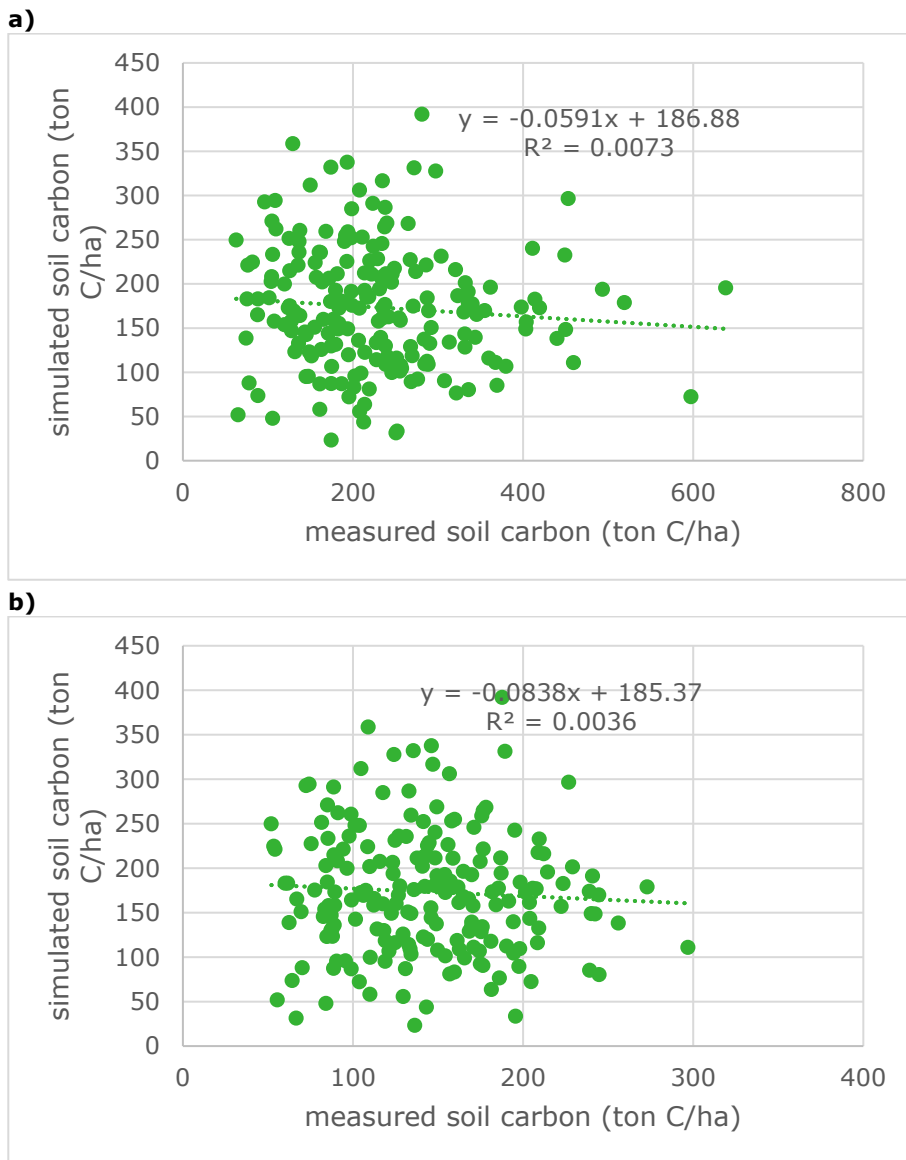 a)
450
400
350
300
250
200
150
100
50
0
simulated soil carbon (ton
C/ha)
y = -0.0591x + 186.88
R² = 0.0073
0 200 400 600 800
measured soil carbon (ton C/ha)
b)
450
400
350
300
250
200
150
100
50
0
simulated soil carbon (ton
C/ha)
y = -0.0838x + 185.37
R² = 0.0036
0 100 200 300 400
measured soil carbon (ton C/ha)